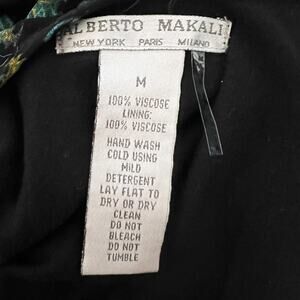 ALBERTO MAKALI
NEW YORK PARIS MILANO
M
100% VISCOSE
LINING:
100% VISCOSE
HAND WASH
COLD USING
MILD
DETERGENT
LAY FLAT TO
DRY OR DRY
CLEAN
DO NOT
BLEACH
DO NOT
TUMBLE